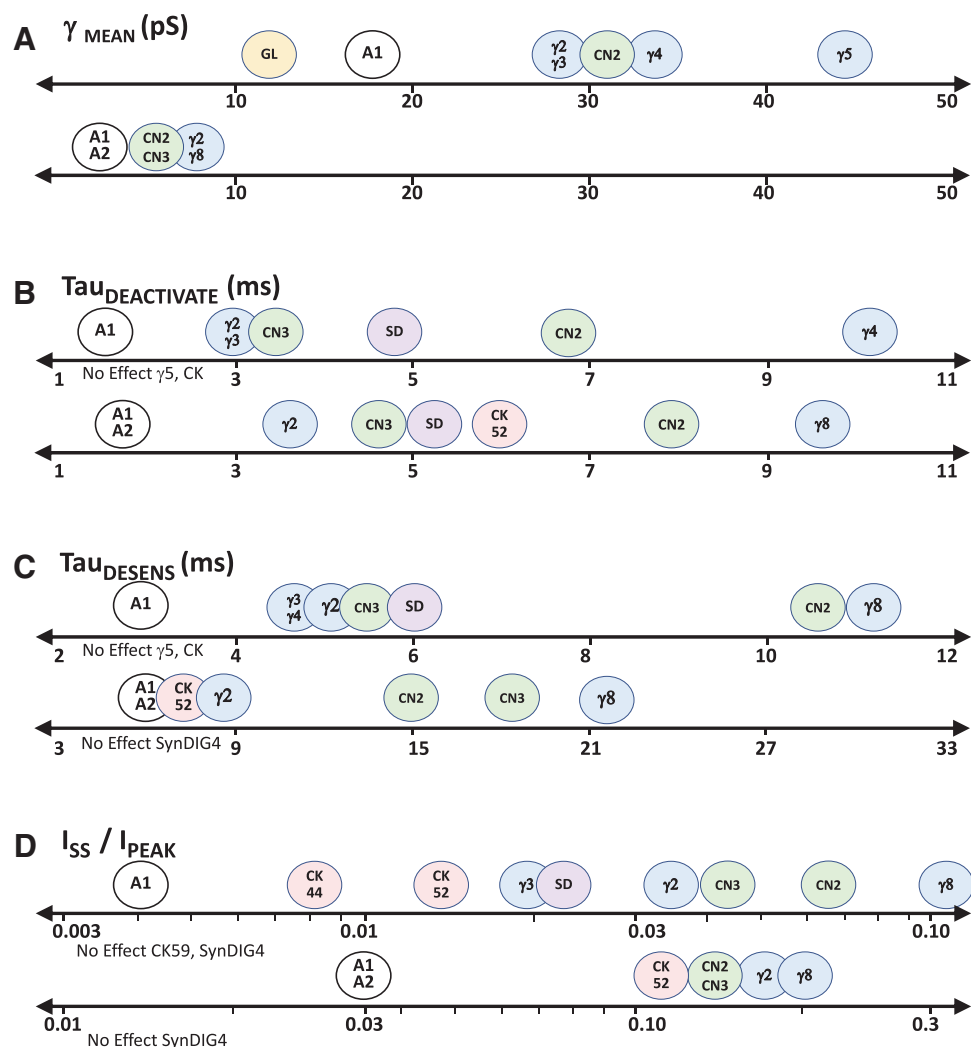 A γ MEAN (pS)
GL A1 γ2 γ3 CN2 γ4 γ5
10 20 30 40 50
A1 A2 CN2 CN3 γ2 γ8
10 20 30 40 50
B TauDEACTIVATE (ms)
A1 γ2 γ3 CN3 SD CN2 γ4
1 3 5 7 9 11
No Effect γ5, CK
A1 A2 γ2 CN3 SD CK 52 CN2 γ8
1 3 5 7 9 11
C TauDESENS (ms)
A1 γ3 γ4 γ2 CN3 SD CN2 γ8
2 4 6 8 10 12
No Effect γ5, CK
A1 A2 CK 52 γ2 CN2 CN3 γ8
3 9 15 21 27 33
No Effect SynDIG4
D ISS / IPEAK
A1 CK 44 CK 52 γ3 SD γ2 CN3 CN2 γ8
0.003 0.01 0.03 0.10
No Effect CK59, SynDIG4
A1 A2 CK 52 CN2 CN3 γ2 γ8
0.01 0.03 0.10 0.3
No Effect SynDIG4